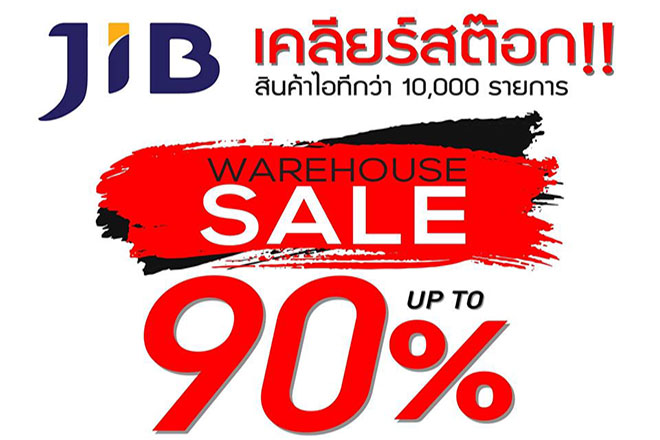 JIB
เคลียร์สต๊อก!!
สินค้าไอทีกว่า 10,000 รายการ
WAREHOUSE
SALE
UP TO
90%